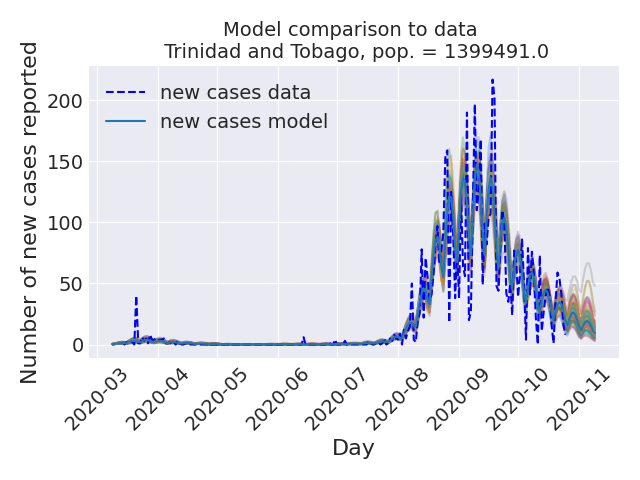 Model comparison to data
Trinidad and Tobago, pop. = 1399491.0
Number of new cases reported
200
150
100
50
0
new cases data
new cases model
2020-03
2020-04
2020-05
2020-06
2020-07
2020-08
2020-09
2020-10
2020-11
Day